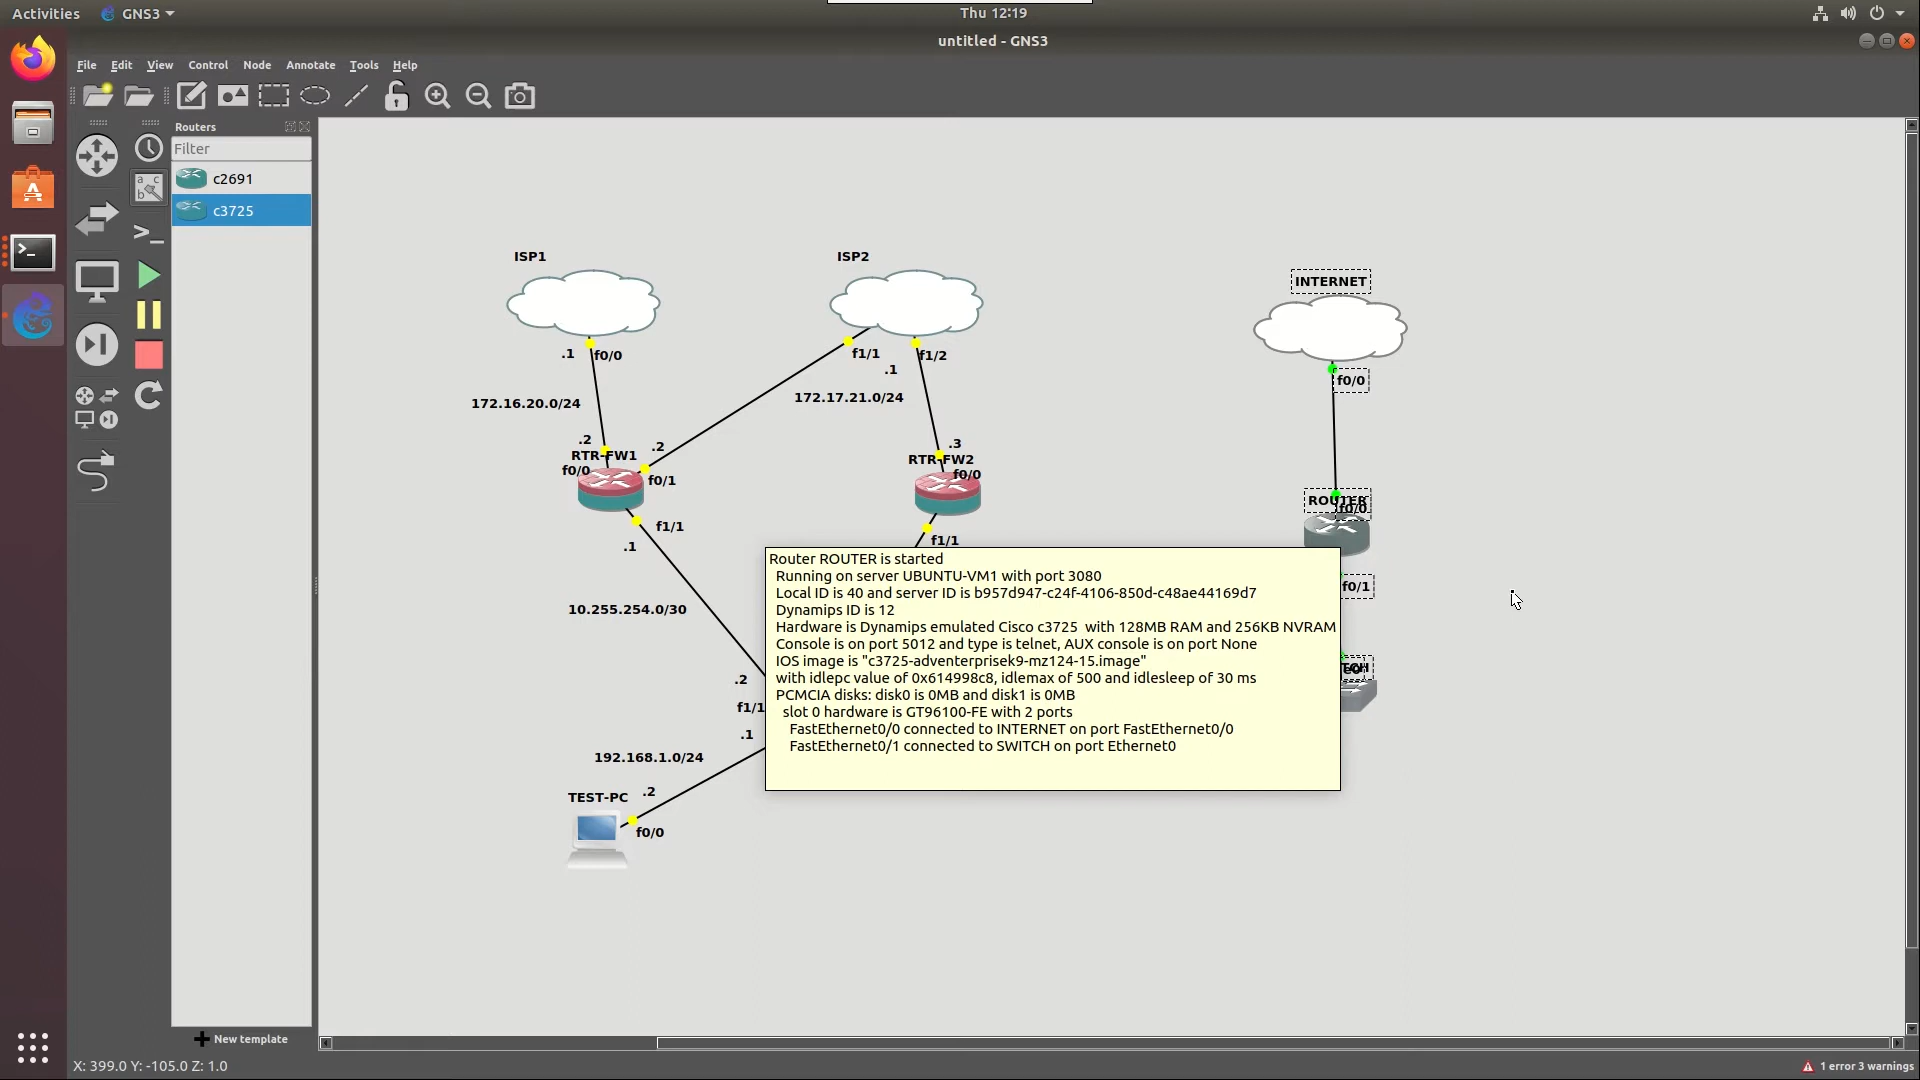 Activities
GNS3
Thu 12:19
untitled - GNS3
File
Edit
View
Control
Node
Annotate
Tools
Help
Routers
Filter
c2691
c3725
New template
ISP1
ISP2
INTERNET
.1
f0/0
f1/1
f1/2
.1
f0/0
172.16.20.0/24
172.17.21.0/24
.2
RTR-FW1
f0/0
.2
f0/1
.3
RTR-FW2
f0/0
ROUTER
f0/0
f1/1
.1
f1/1
f0/1
10.255.254.0/30
Router ROUTER is started
Running on server UBUNTU-VM1 with port 3080
Local ID is 40 and server ID is b957d947-c24f-4106-850d-c48ae44169d7
Dynamips ID is 12
Hardware is Dynamips emulated Cisco c3725 with 128MB RAM and 256KB NVRAM
Console is on port 5012 and type is telnet, AUX console is on port None
IOS image is "c3725-adventerprisek9-mz124-15.image"
with idlepc value of 0x614998c8, idlemax of 500 and idlesleep of 30 ms
PCMCIA disks: disk0 is 0MB and disk1 is 0MB
slot 0 hardware is GT96100-FE with 2 ports
FastEthernet0/0 connected to INTERNET on port FastEthernet0/0
FastEthernet0/1 connected to SWITCH on port Ethernet0
.2
f1/1
.1
192.168.1.0/24
TEST-PC
.2
f0/0
X: 399.0 Y: -105.0 Z: 1.0
1 error 3 warnings